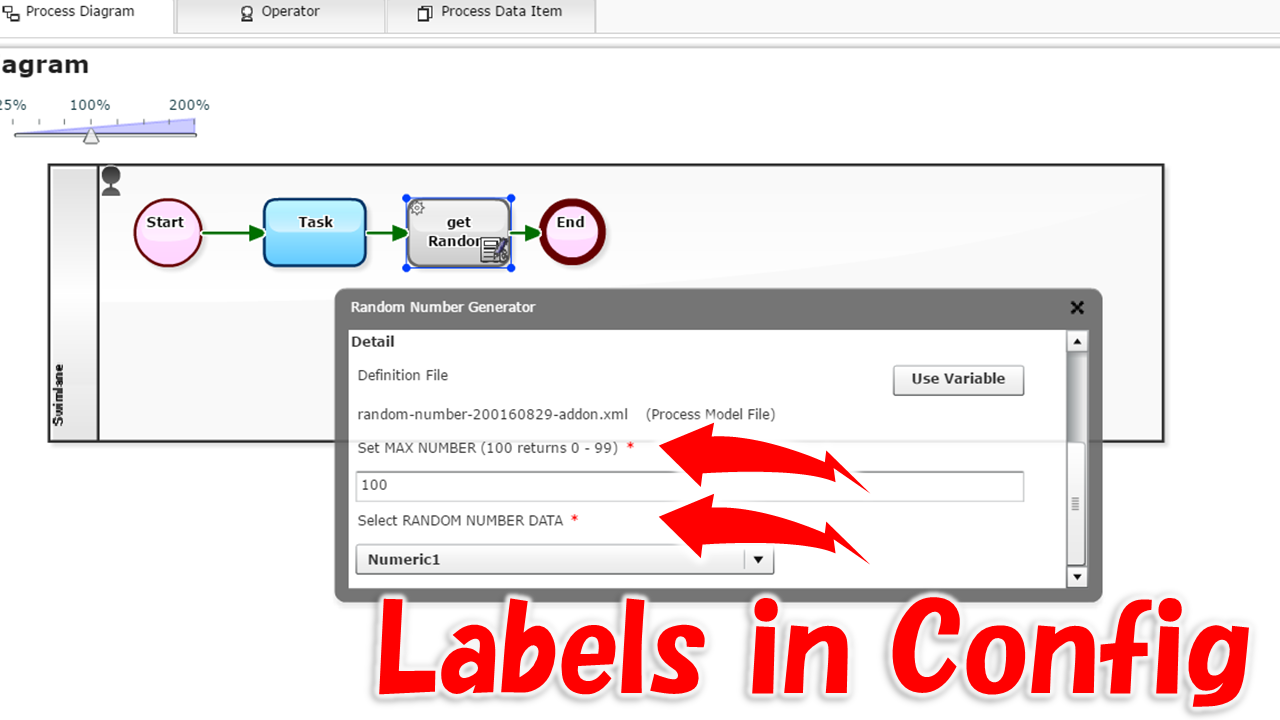 Process Diagram
Operator
Process Data Item
agram
25%
100%
200%
Start
Task
get
Randor
End
Swimlane
Random Number Generator
Detail
Definition File
Use Variable
random-number-200160829-addon.xml (Process Model File)
Set MAX NUMBER (100 returns 0 - 99) *
100
Select RANDOM NUMBER DATA *
Numeric1
Labels in Config